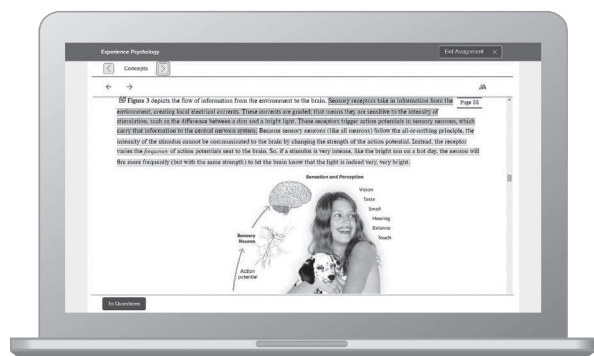 Experience Psychology
Exit Assignment X
Concepts
Figure 3 depicts the flow of information from the environment to the brain. Sensory receptors take in information from the
Page 88
environment, creating local electrical currents. These currents are graded; that means they are sensitive to the intensity of
stimulation, such as the difference between a dim and a bright light. These receptors trigger action potentials in sensory neurons, which
carry that information to the central nervous system. Because sensory neurons (like all neurons) follow the all-or-nothing principle, the
intensity of the stimulus cannot be communicated to the brain by changing the strength of the action potential. Instead, the receptor
varies the frequency of action potentials sent to the brain. So, if a stimulus is very intense, like the bright sun on a hot day, the neuron will
fire more frequently (but with the same strength) to let the brain know that the light is indeed very, very bright.
Sensation and Perception
Vision
Taste
Smell
Hearing
Balance
Touch
Sensory
Neuron
Action
potential
To Questions